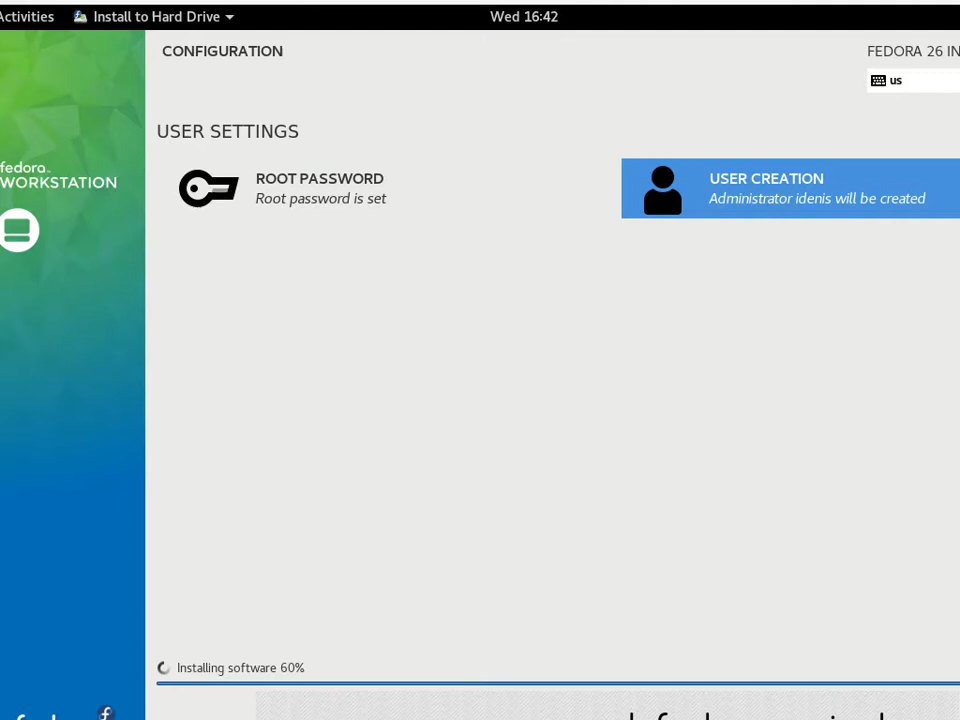 Activities Install to Hard Drive Wed 16:42
CONFIGURATION
FEDORA 26 IN
us
USER SETTINGS
fedora
WORKSTATION
ROOT PASSWORD
Root password is set
USER CREATION
Administrator idenis will be created
Installing software 60%